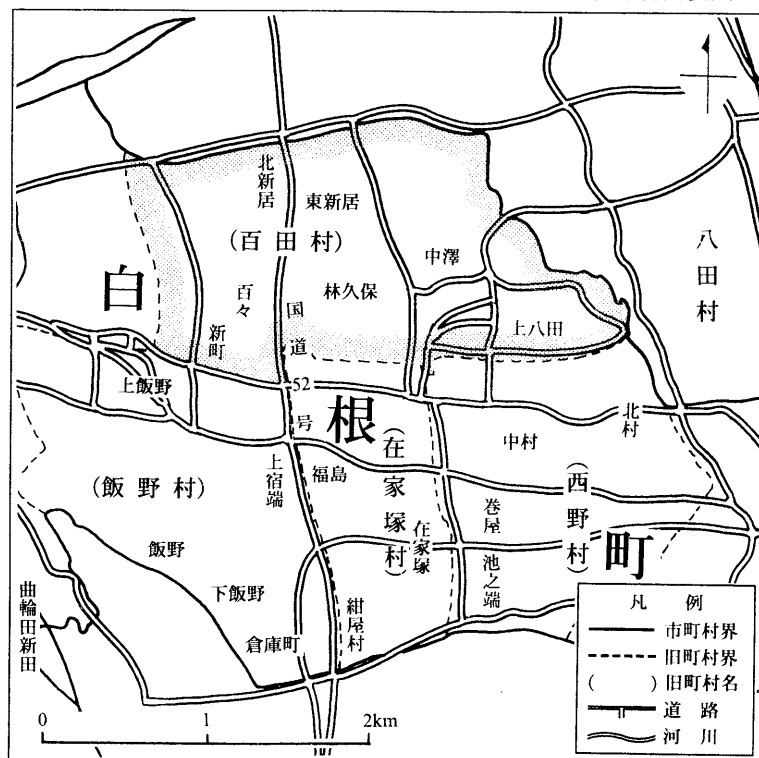 北新居
東新居
(百田村)
中澤
八田村
白
百々
国道52号
林久保
新町
上八田
上飯野
根
北村
中村
(在家塚村)
上宿端
福島
(西野村)
(飯野村)
巻屋
池之端
在家塚
町
飯野
下飯野
曲輪田新田
倉庫町
紺屋村
凡 例
市町村界
旧町村界
( )旧町村名
道 路
河 川
0 1 2km